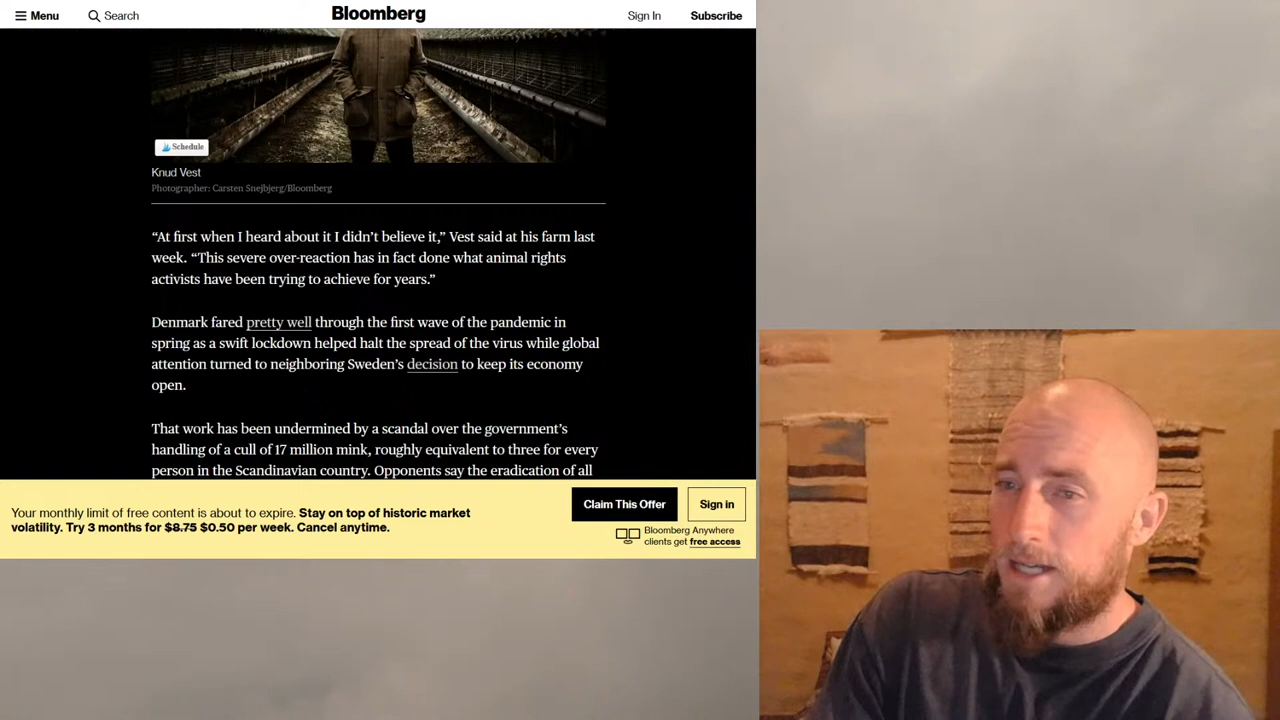 Menu
Search
Bloomberg
Sign In
Subscribe
Schedule
Knud Vest
Photographer: Carsten Snejbjerg/Bloomberg
“At first when I heard about it I didn’t believe it,” Vest said at his farm last
week. “This severe over-reaction has in fact done what animal rights
activists have been trying to achieve for years.”
Denmark fared pretty well through the first wave of the pandemic in
spring as a swift lockdown helped halt the spread of the virus while global
attention turned to neighboring Sweden’s decision to keep its economy
open.
That work has been undermined by a scandal over the government’s
handling of a cull of 17 million mink, roughly equivalent to three for every
person in the Scandinavian country. Opponents say the eradication of all
Your monthly limit of free content is about to expire. Stay on top of historic market
volatility. Try 3 months for $8.75 $0.50 per week. Cancel anytime.
Claim This Offer
Sign in
Bloomberg Anywhere
clients get free access